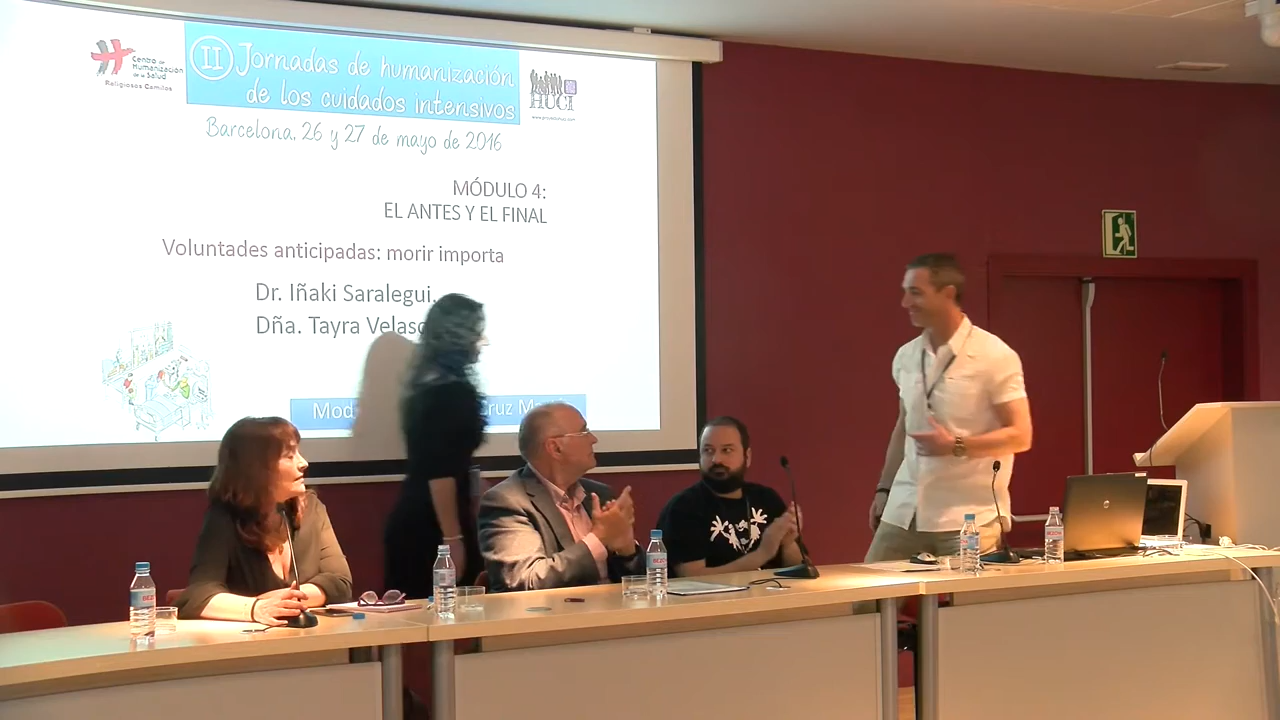 Centro de
Humanización
de la Salud
Religiosos Camilos
II Jornadas de humanización
de los cuidados intensivos
HUCI
Barcelona, 26 y 27 de mayo de 2016
MÓDULO 4:
EL ANTES Y EL FINAL
Voluntades anticipadas: morir importa
Dr. Iñaki Saralegui.
Dña. Tayra Velasc
Mod
Cruz